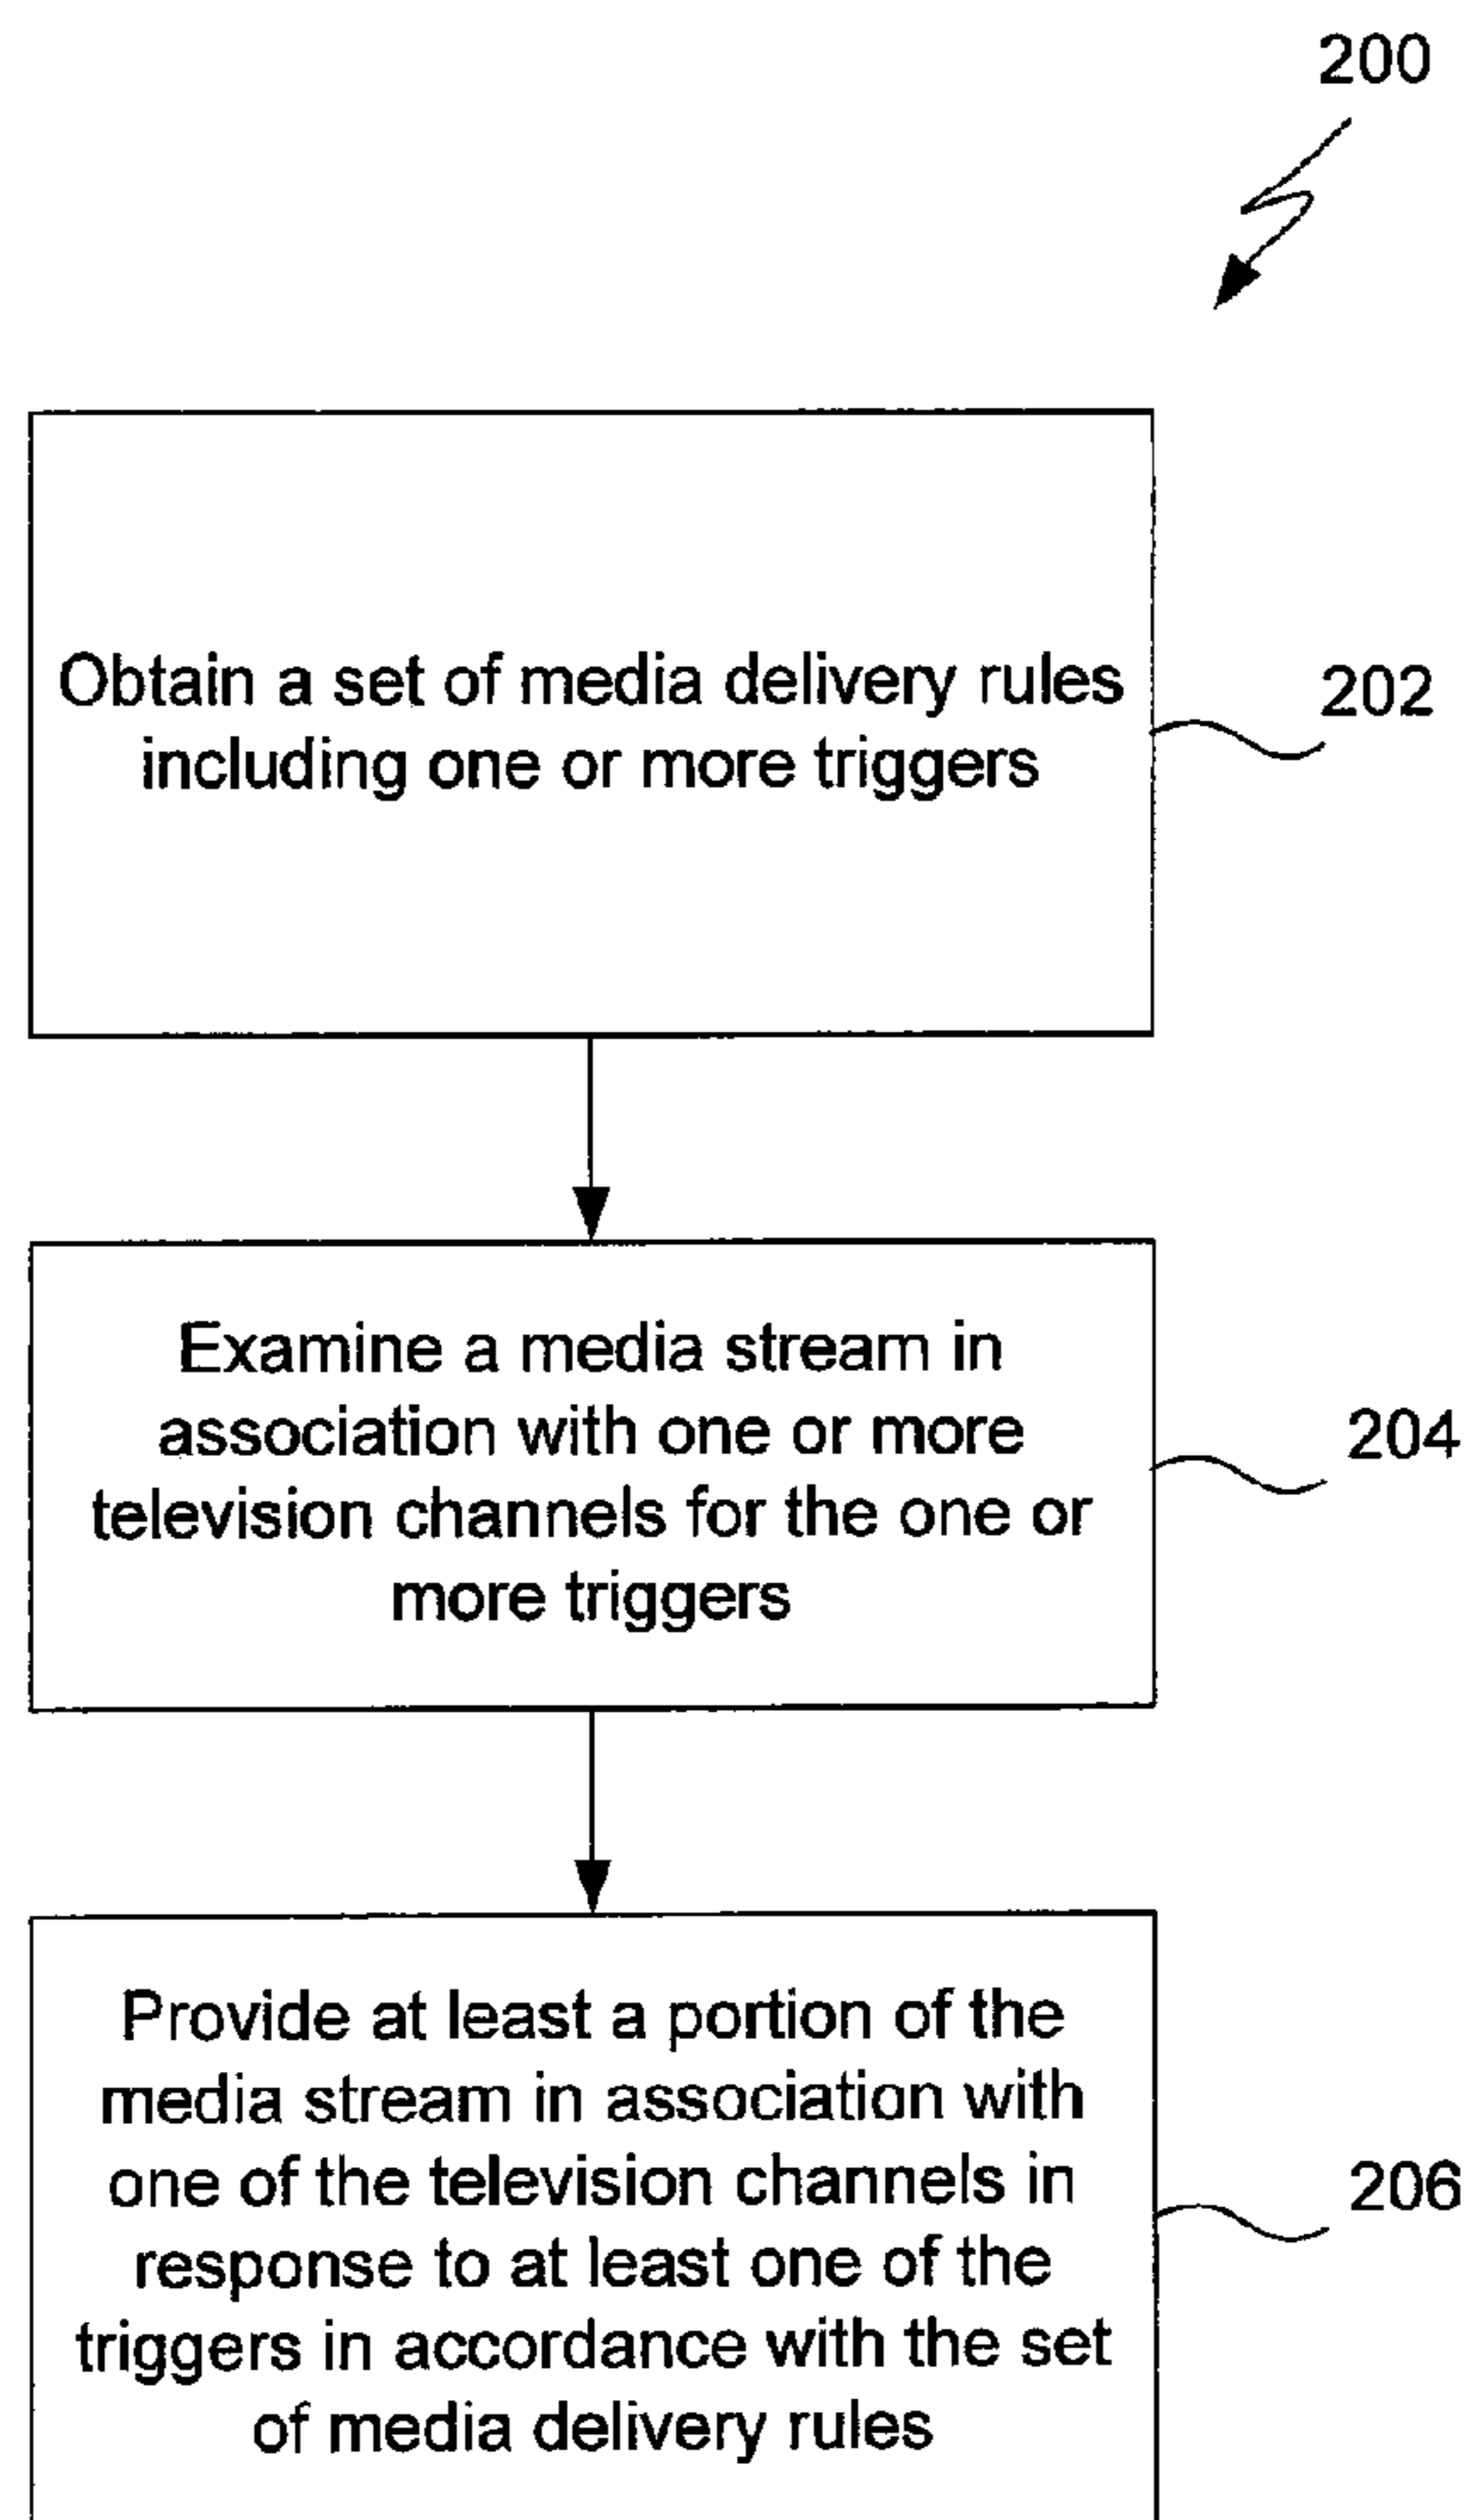 200
Obtain a set of media delivery rules
including one or more triggers
202
Examine a media stream in
association with one or more
television channels for the one or
more triggers
204
Provide at least a portion of the
media stream in association with
one of the television channels in
response to at least one of the
triggers in accordance with the set
of media delivery rules
206